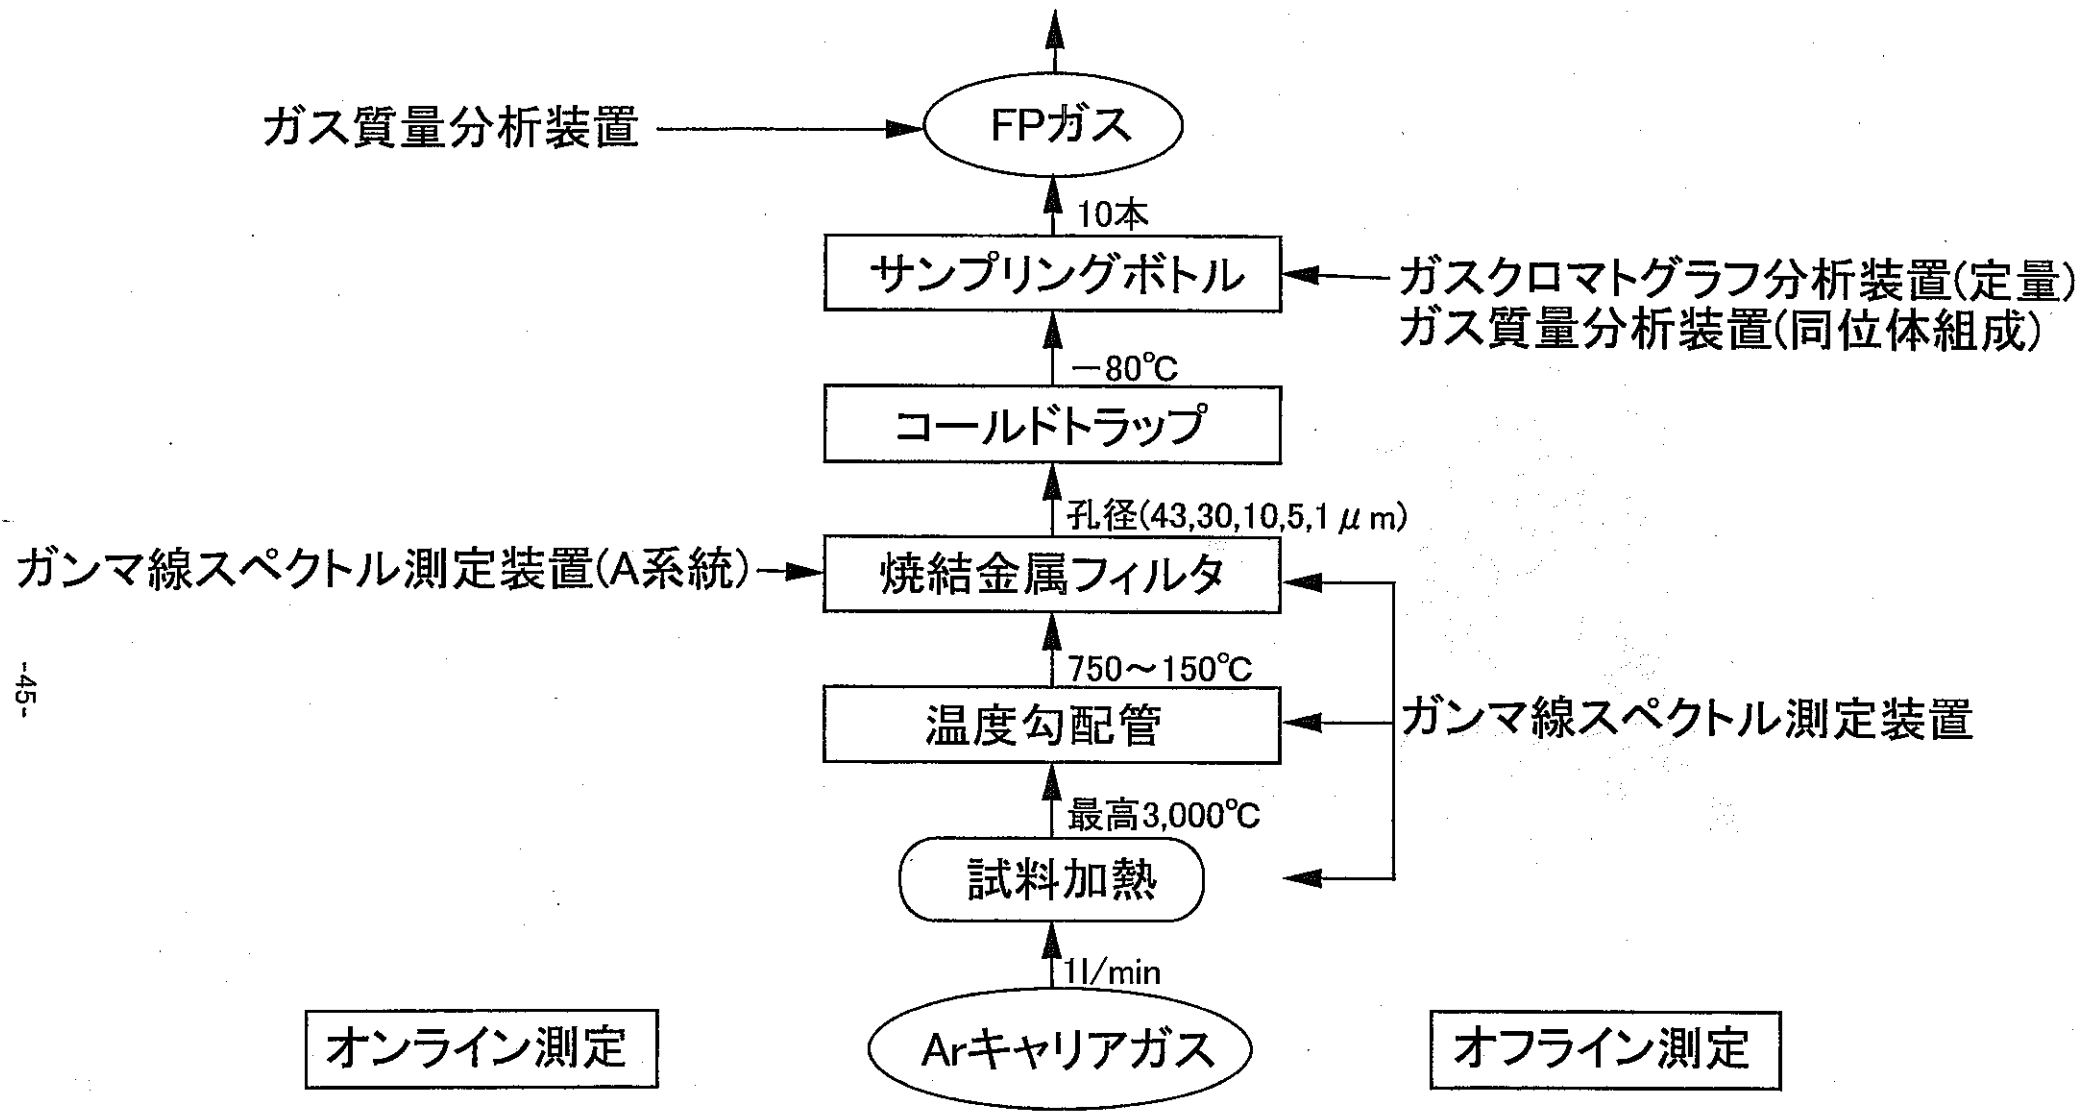 FPガス
ガス質量分析装置
10本
サンプリングボトル
ガスクロマトグラフ分析装置(定量)
ガス質量分析装置(同位体組成)
－80℃
コールドトラップ
孔径(43,30,10,5,1μm)
ガンマ線スペクトル測定装置(A系統)
焼結金属フィルタ
750～150℃
温度勾配管
ガンマ線スペクトル測定装置
最高3,000℃
試料加熱
1l/min
Arキャリアガス
オンライン測定
オフライン測定
-45-